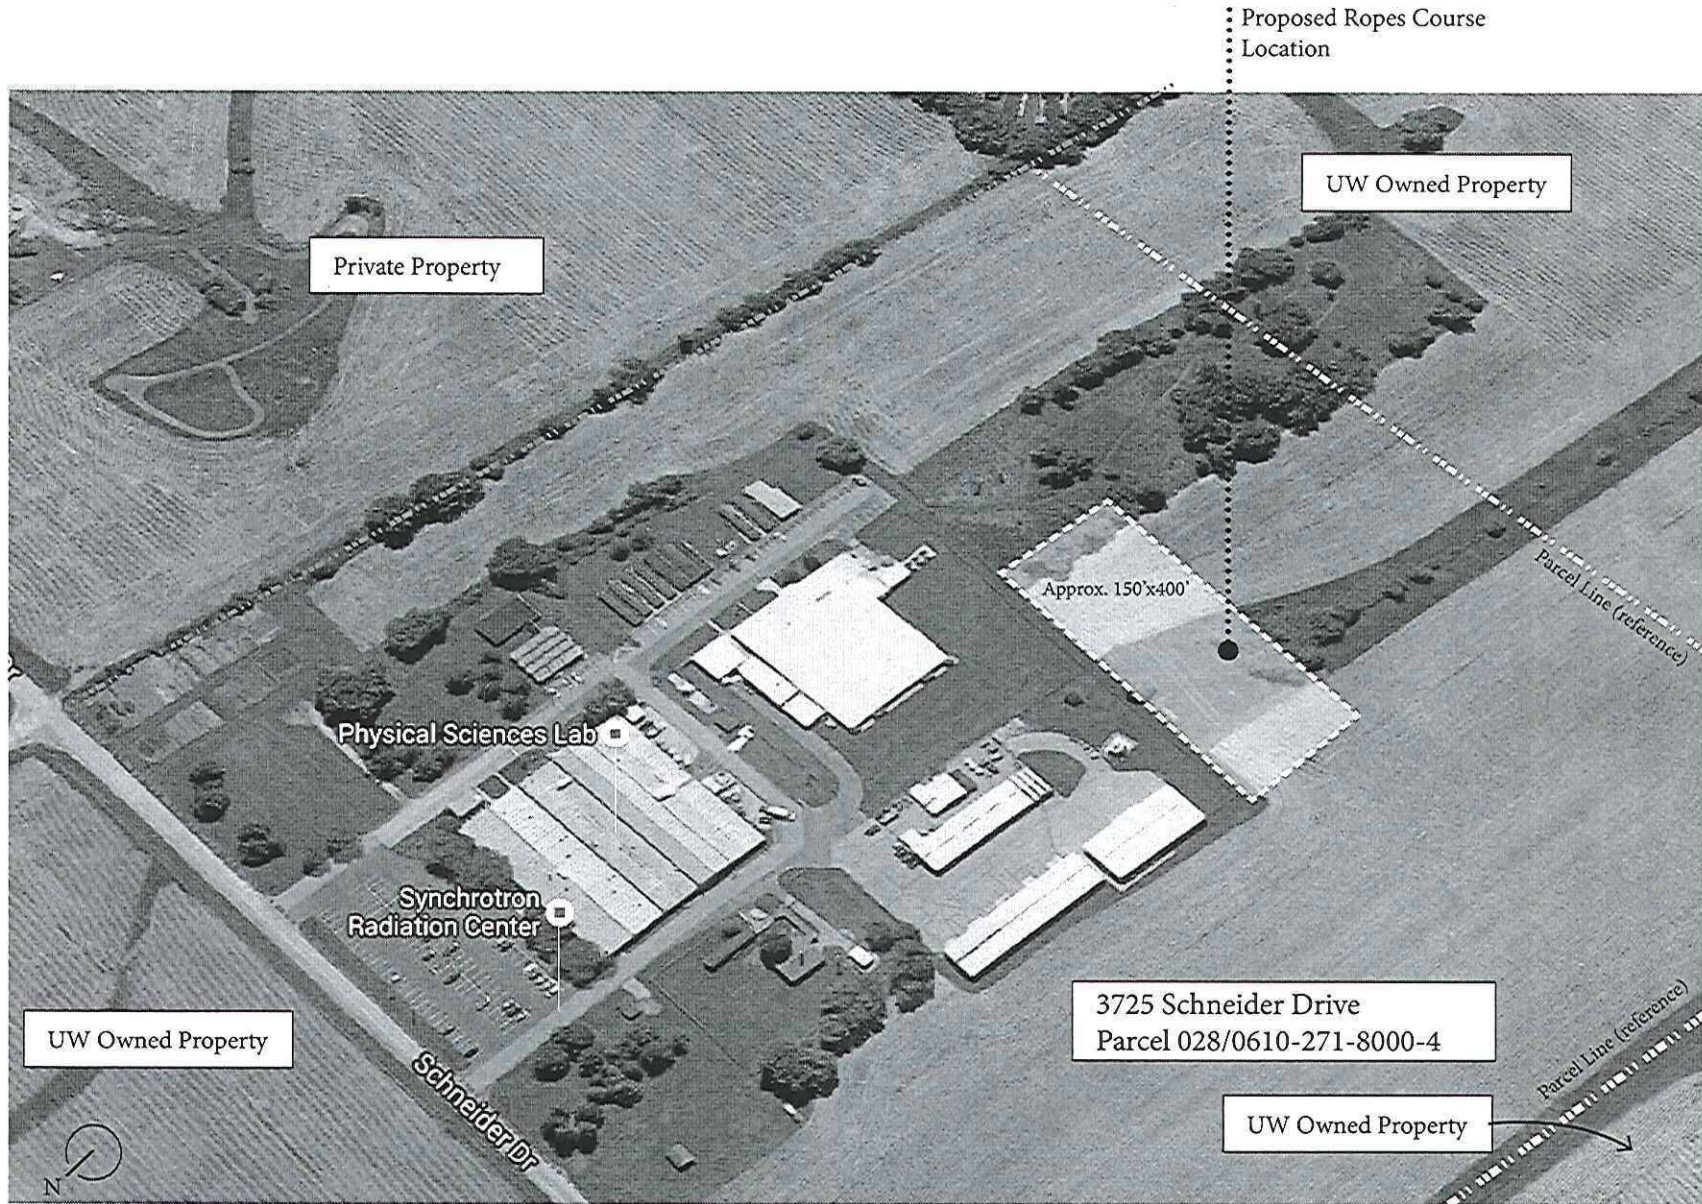 Proposed Ropes Course
Location
UW Owned Property
Private Property
Approx. 150'x400'
Parcel Line (reference)
Physical Sciences Lab
Synchrotron
Radiation Center
3725 Schneider Drive
Parcel 028/0610-271-8000-4
Parcel Line (reference)
UW Owned Property
UW Owned Property
Schneider Dr
N